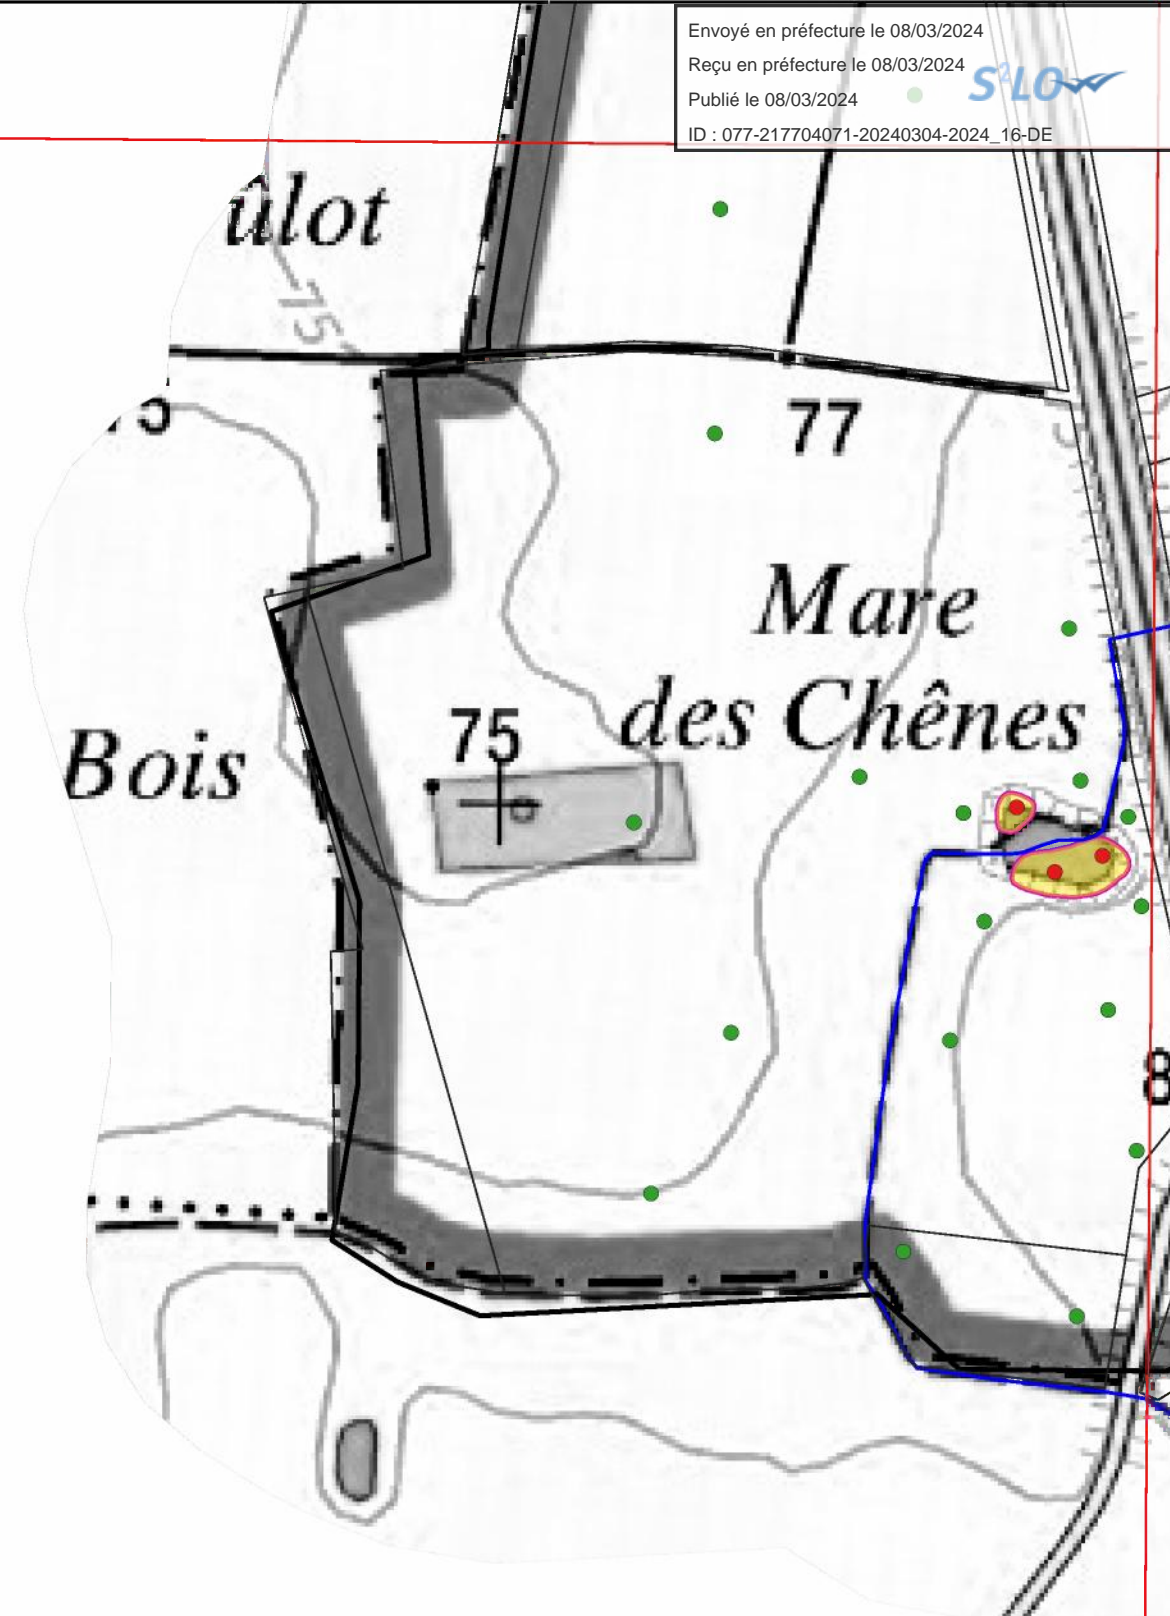 Envoyé en préfecture le 08/03/2024
Reçu en préfecture le 08/03/2024
Publié le 08/03/2024
S²LO
ID : 077-217704071-20240304-2024_16-DE
ûlot
75
77
Mare
des Chênes
75
Bois
8